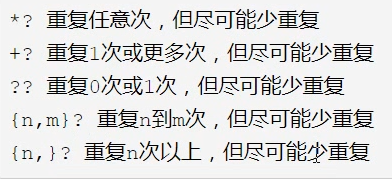 *? 重复任意次，但尽可能少重复
+? 重复1次或更多次，但尽可能少重复
?? 重复0次或1次，但尽可能少重复
{n,m}? 重复n到m次，但尽可能少重复
{n,}? 重复n次以上，但尽可能少重复